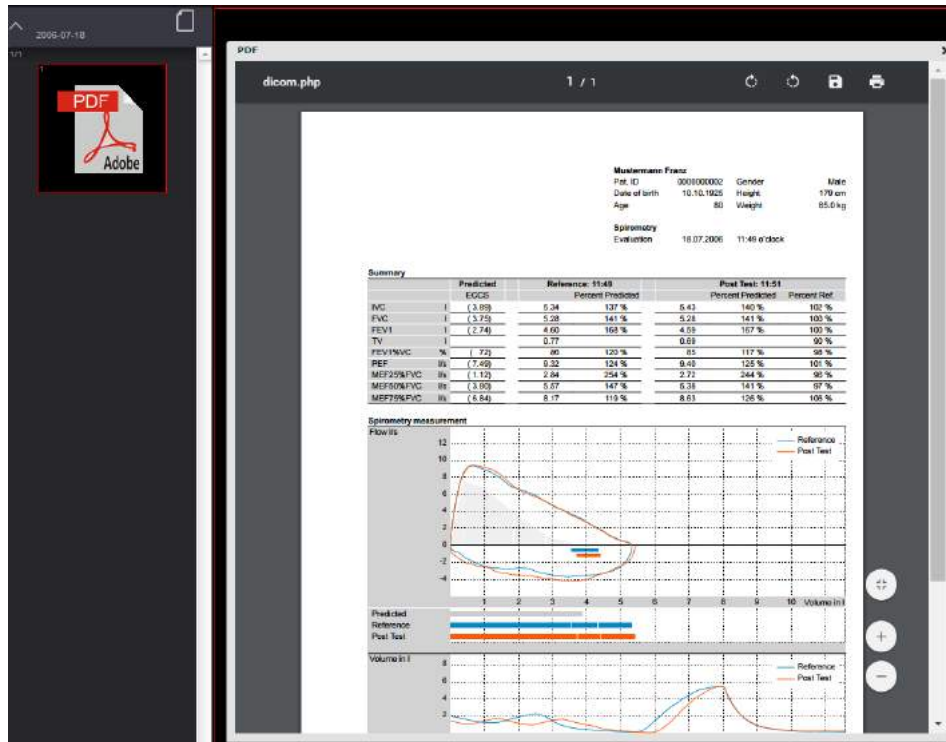 2006-07-18
1/1
1
PDF
Adobe
PDF
dicom.php
1 / 1
Mustermann Franz
Pat. ID 0000000002 Gender Male
Date of birth 10.10.1925 Height 179 cm
Age 80 Weight 85.0 kg
Spirometry
Evaluation 18.07.2006 11:49 o'clock
Summary
Predicted Reference: 11:49 Post Test: 11:51
ECCS Percent Predicted Percent Predicted Percent Ref.
IVC l ( 3.89) 5.34 137 % 5.43 140 % 102 %
FVC l ( 3.75) 5.28 141 % 5.28 141 % 100 %
FEV1 l ( 2.74) 4.60 168 % 4.59 167 % 100 %
TV l 0.77 0.69 90 %
FEV1%VC % ( 72) 86 120 % 85 117 % 98 %
PEF l/s ( 7.49) 9.32 124 % 9.40 125 % 101 %
MEF25%FVC l/s ( 1.12) 2.84 254 % 2.72 244 % 96 %
MEF50%FVC l/s ( 3.80) 5.57 147 % 5.38 141 % 97 %
MEF75%FVC l/s ( 6.84) 8.17 119 % 8.63 126 % 106 %
Spirometry measurement
Flow l/s
Reference
Post Test
12
10
8
6
4
2
0
-2
-4
1 2 3 4 5 6 7 8 9 10 Volume in l
Predicted
Reference
Post Test
Volume in l
Reference
Post Test
8
6
4
2